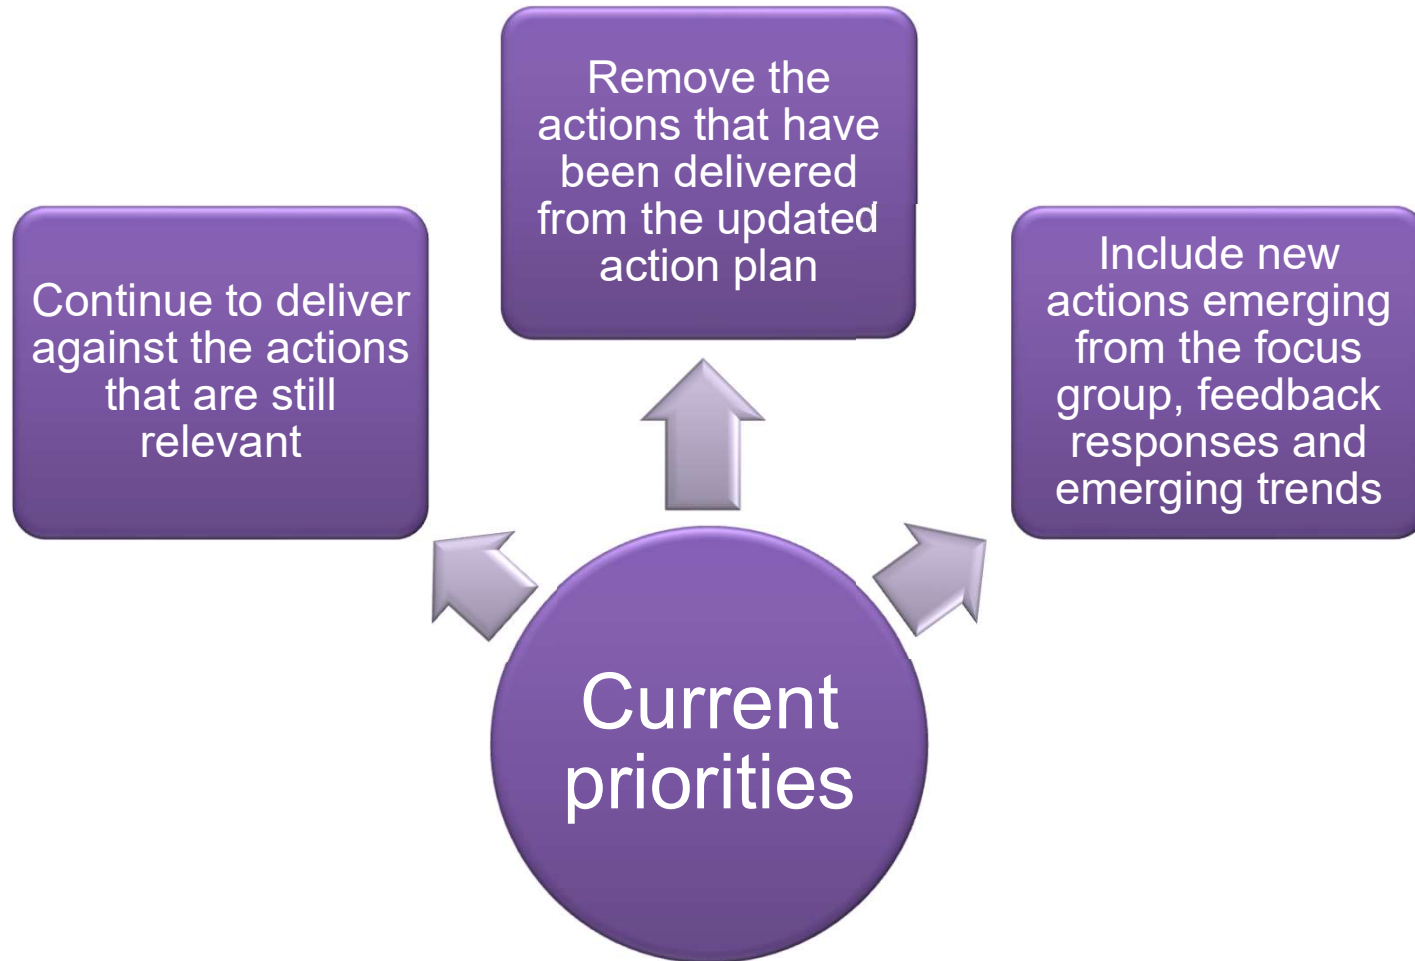 Remove the
actions that have
been delivered
from the updated
action plan
Continue to deliver
against the actions
that are still
relevant
Include new
actions emerging
from the focus
group, feedback
responses and
emerging trends
Current
priorities